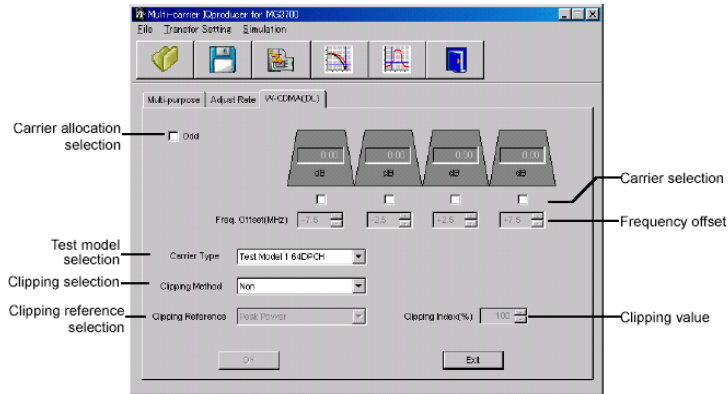 Multi-carrier IQproducer for MG3700
File Transfer Setting Simulation
Multi-purpose Adjust Rate W-CDMA(DL)
Carrier allocation
selection
Odd
0.00 0.00 0.00 0.00
dB dB dB dB
Carrier selection
Freq. Offset(MHz) -7.5 -2.5 +2.5 +7.5
Frequency offset
Test model
selection
Carrier Type Test Model 1 64DPCH
Clipping selection
Clipping Method Non
Clipping reference
selection
Clipping Reference Peak Power
Clipping Index(%) 100
Clipping value
OK Exit